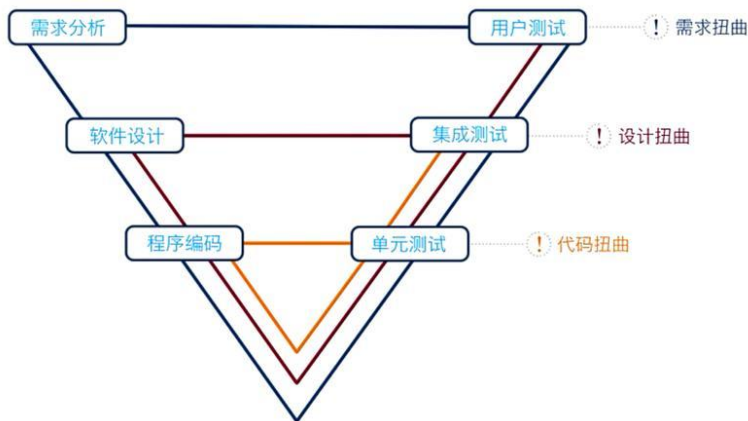 需求分析 用户测试 ! 需求扭曲
软件设计 集成测试 ! 设计扭曲
程序编码 单元测试 ! 代码扭曲